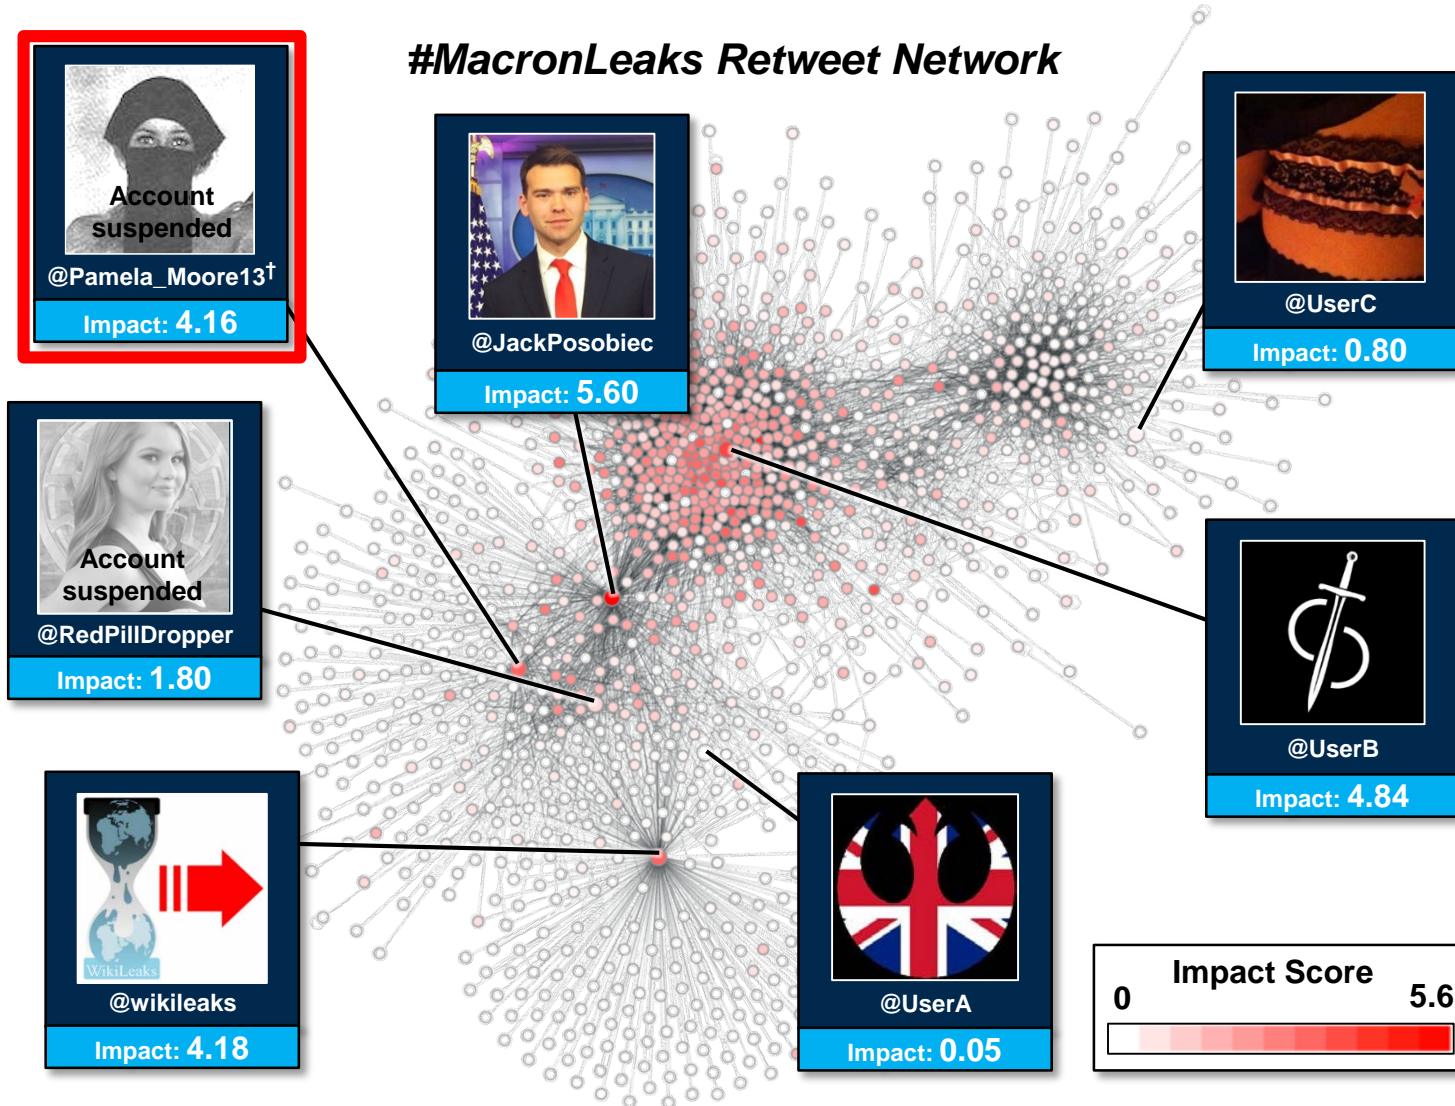 #MacronLeaks Retweet Network
Account
suspended
@Pamela_Moore13†
Impact: 4.16
@JackPosobiec
Impact: 5.60
@UserC
Impact: 0.80
Account
suspended
@RedPillDropper
Impact: 1.80
@UserB
Impact: 4.84
WikiLeaks
@wikileaks
Impact: 4.18
@UserA
Impact: 0.05
Impact Score
0 5.6